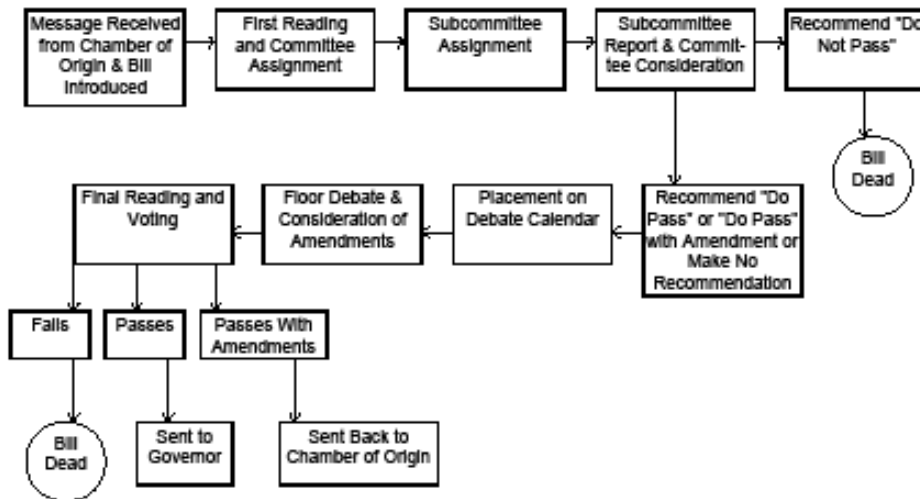 Message Received
from Chamber of
Origin & Bill
Introduced
First Reading
and Committee
Assignment
Subcommittee
Assignment
Subcommittee
Report & Commit-
tee Consideration
Recommend "Do
Not Pass"
Bill
Dead
Final Reading and
Voting
Floor Debate &
Consideration of
Amendments
Placement on
Debate Calendar
Recommend "Do
Pass" or "Do Pass"
with Amendment or
Make No
Recommendation
Fails
Passes
Passes With
Amendments
Bill
Dead
Sent to
Governor
Sent Back to
Chamber of Origin